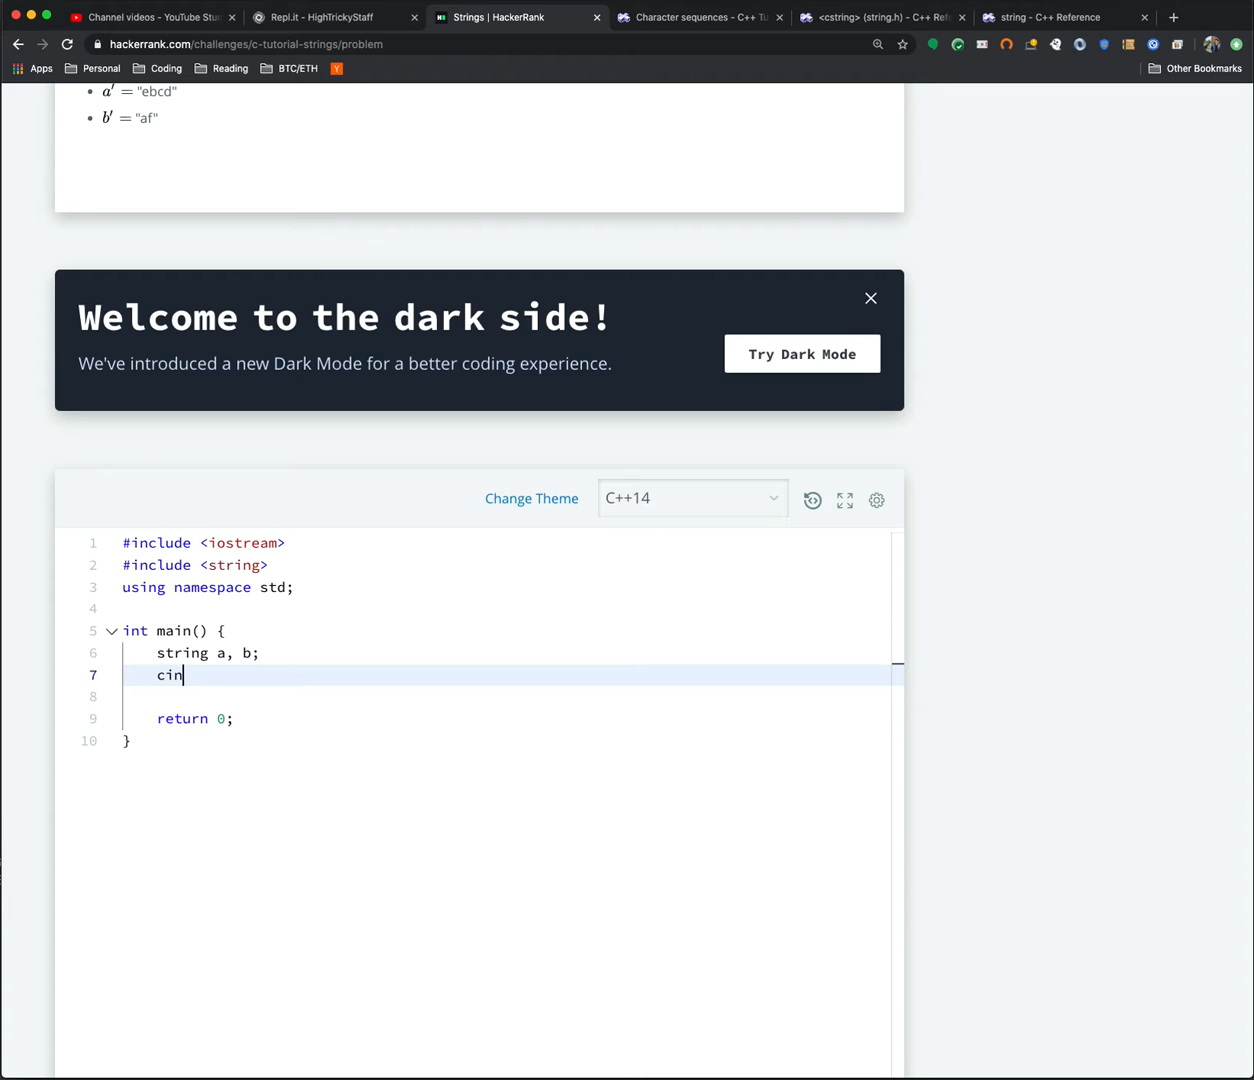 Channel videos - YouTube Stu
Repl.it - HighTrickyStaff
Strings | HackerRank
Character sequences - C++ Tu
<cstring> (string.h) - C++ Refe
string - C++ Reference
hackerrank.com/challenges/c-tutorial-strings/problem
Apps
Personal
Coding
Reading
BTC/ETH
Other Bookmarks
a′ = "ebcd"
b′ = "af"
Welcome to the dark side!
We've introduced a new Dark Mode for a better coding experience.
Try Dark Mode
Change Theme
C++14
1 #include <iostream>
2 #include <string>
3 using namespace std;
4
5 int main() {
6 string a, b;
7 cin
8
9 return 0;
10 }